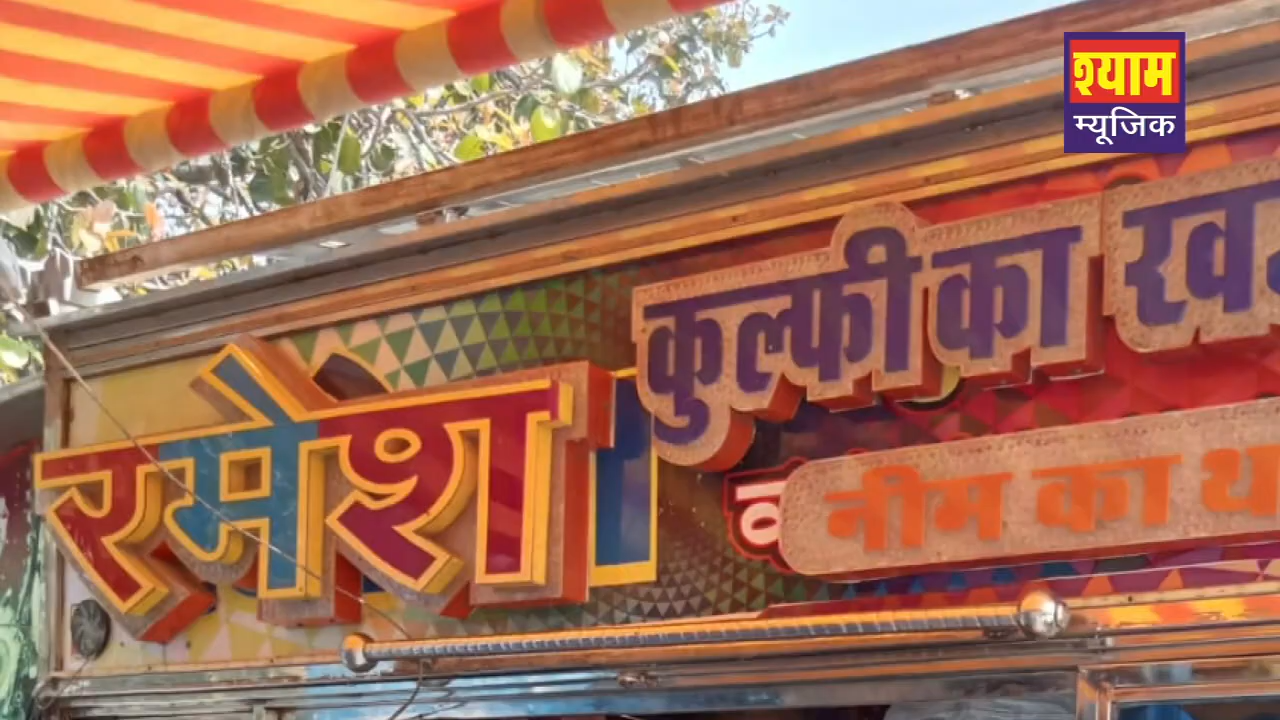 श्याम
म्यूजिक
रमेश
कुल्फी का
नीम का